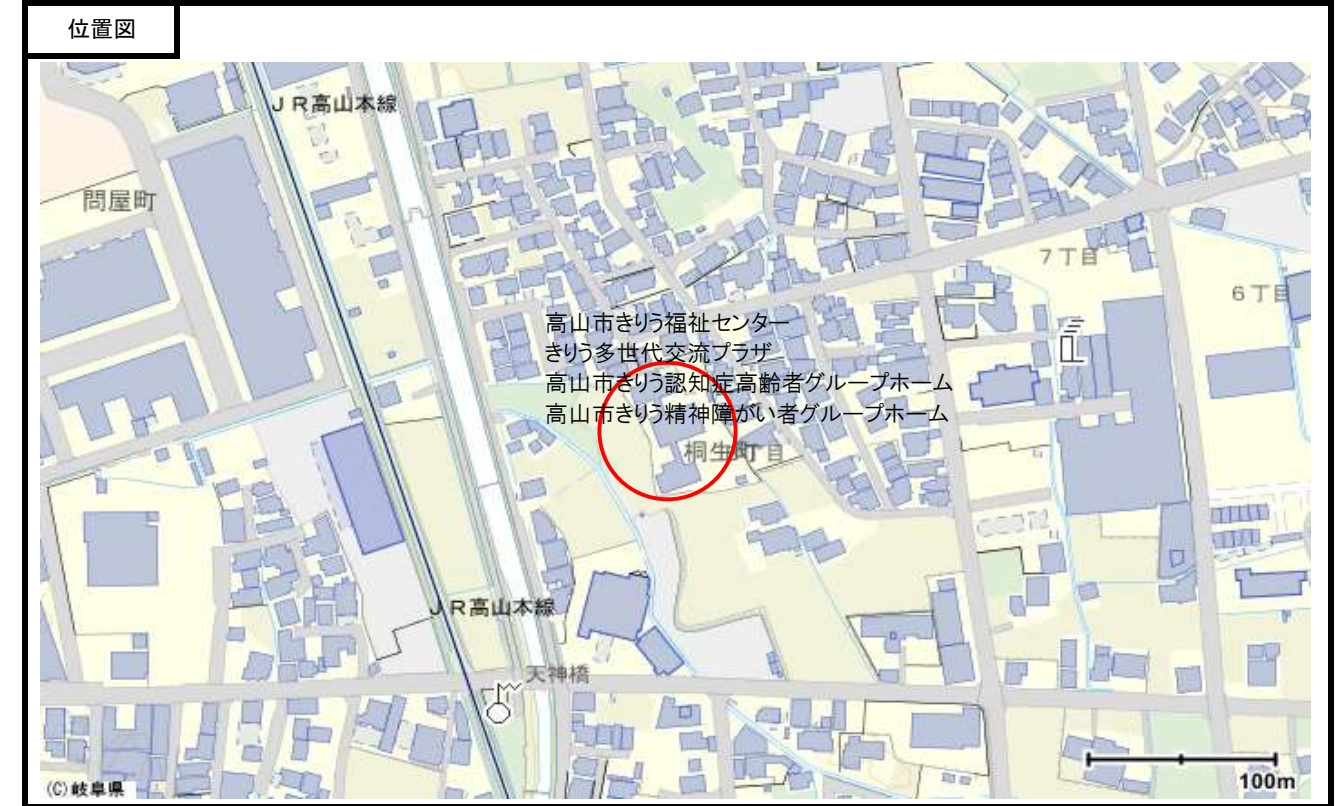 位置図
JR高山本線
問屋町
7丁目
6丁目
高山市きりう福祉センター
きりう多世代交流プラザ
高山市きりう認知症高齢者グループホーム
高山市きりう精神障がい者グループホーム
桐生町
丁目
JR高山本線
天神橋
100m
(C)岐阜県